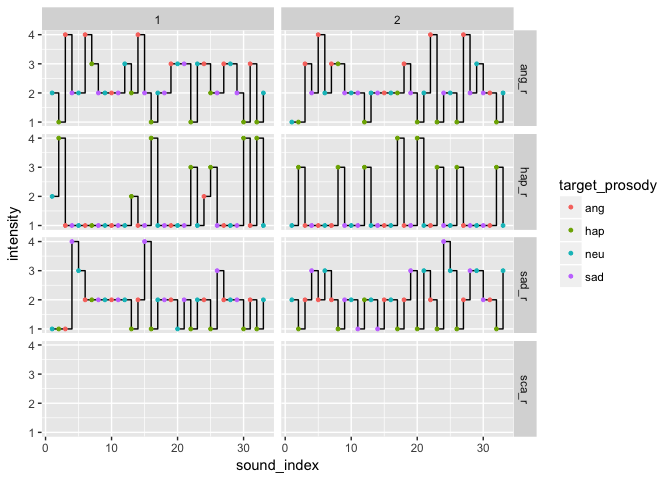 1 2
4
3
2
1
ang_r
4
3
2
1
hap_r
4
3
2
1
sad_r
4
3
2
1
sca_r
0 10 20 30 0 10 20 30
sound_index
intensity
target_prosody
ang
hap
neu
sad